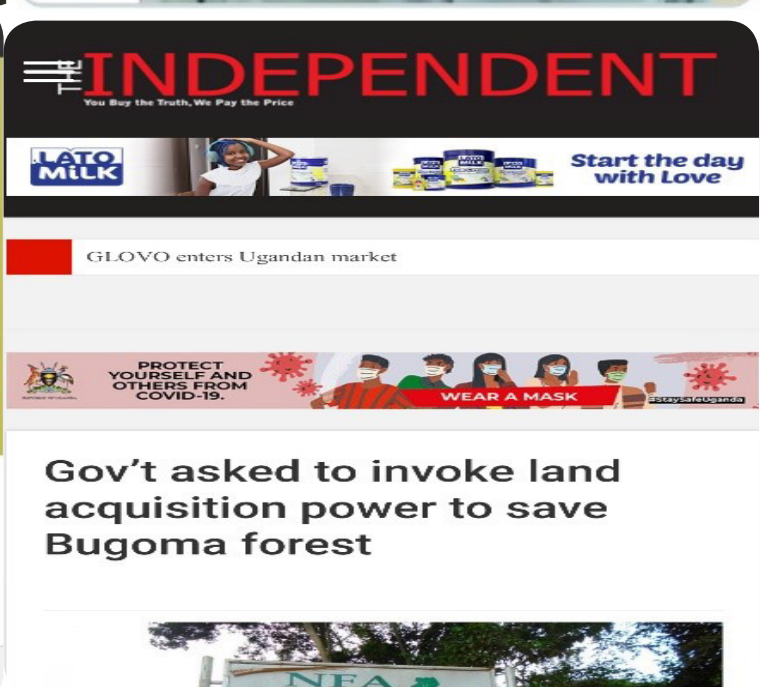 THE INDEPENDENT
You Buy the Truth, We Pay the Price
LATO
MiLK
LATO
MiLK
Start the day
with Love
GLOVO enters Ugandan market
PROTECT
YOURSELF AND
OTHERS FROM
COVID-19.
WEAR A MASK
#StaySafeUganda
Gov't asked to invoke land
acquisition power to save
Bugoma forest
NFA